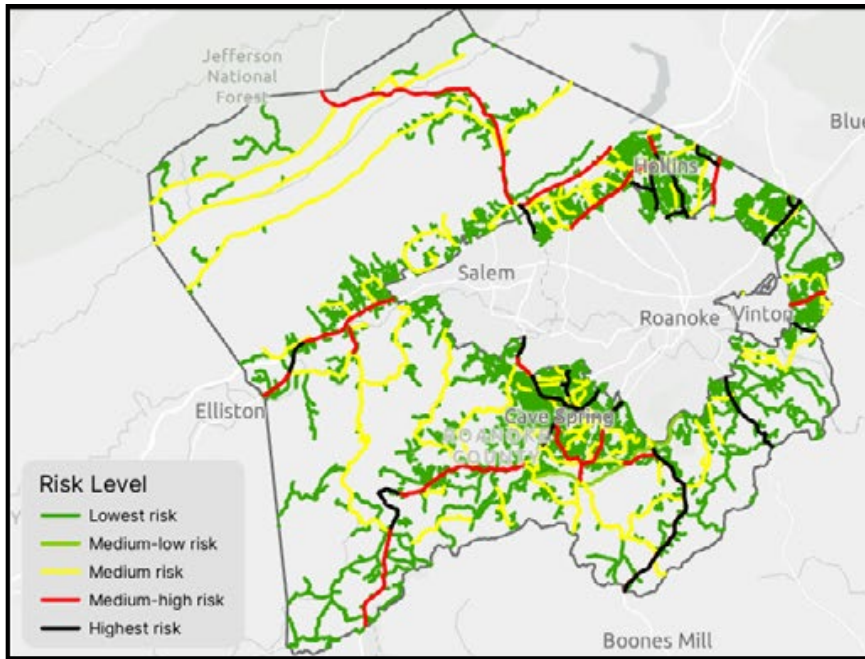 Jefferson
National
Forest
Blue
Hollins
Salem
Roanoke
Vinton
Elliston
Cave Spring
ROANOKE
COUNTY
Boones Mill
Risk Level
Lowest risk
Medium-low risk
Medium risk
Medium-high risk
Highest risk